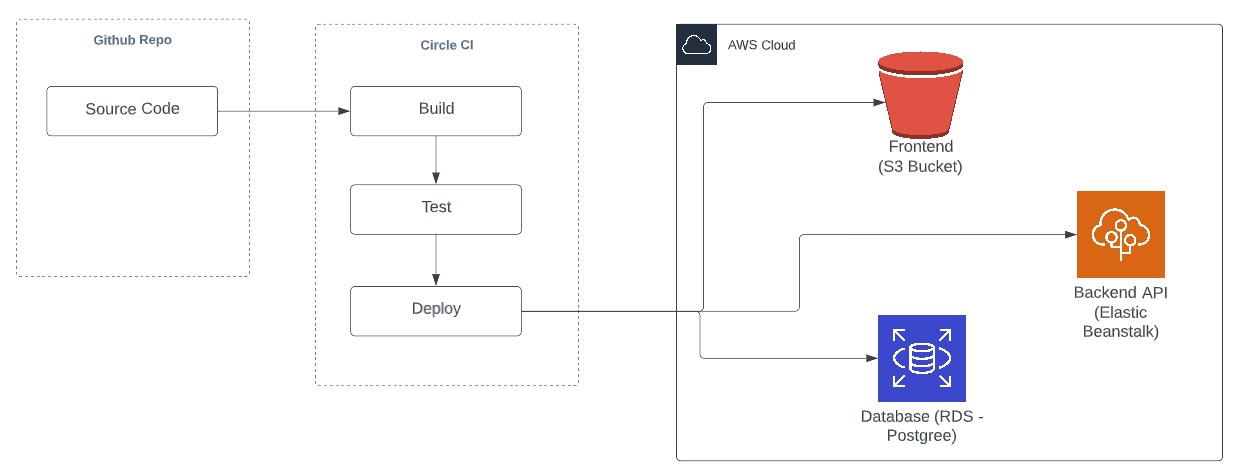 Github Repo
Source Code
Circle CI
Build
Test
Deploy
AWS Cloud
Frontend
(S3 Bucket)
Backend API
(Elastic
Beanstalk)
Database (RDS -
Postgree)